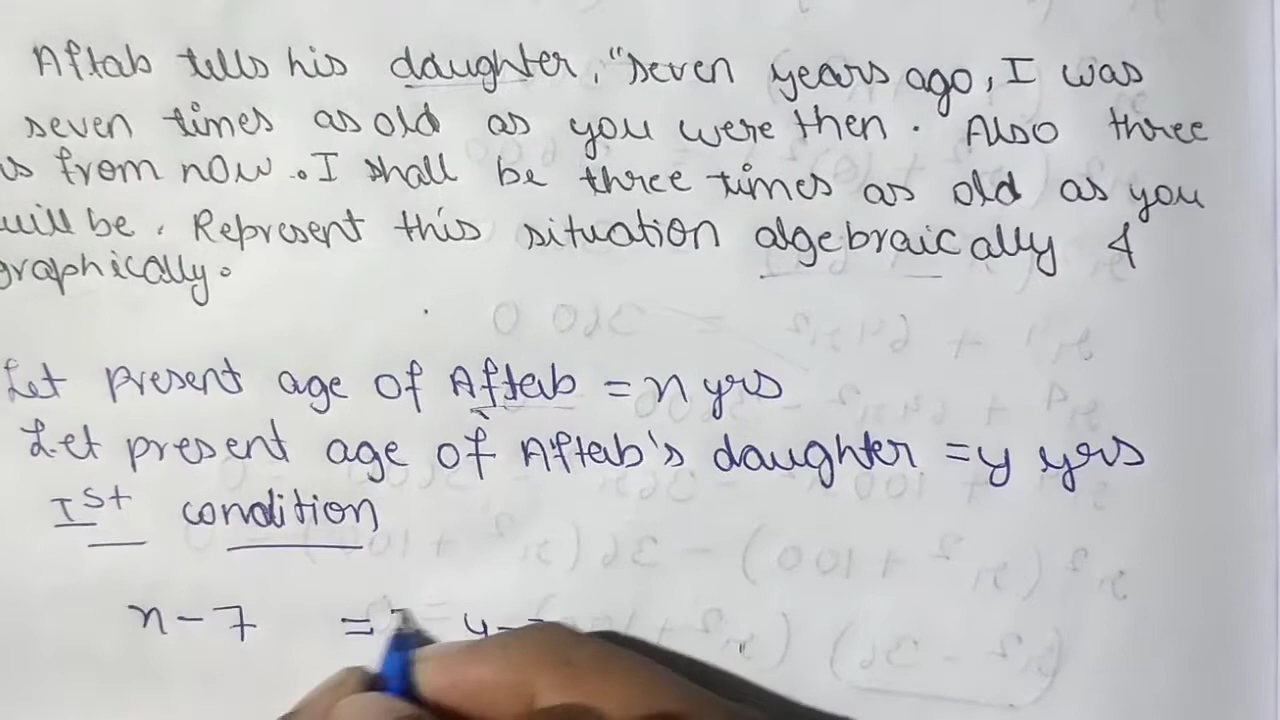 Aftab tells his daughter, "Seven years ago, I was
seven times as old as you were then. Also three
s from now. I shall be three times as old as you
will be. Represent this situation algebraically &
graphically.
Let present age of Aftab = x yrs
Let present age of Aftab's daughter = y yrs
Ist condition
x - 7 = y -